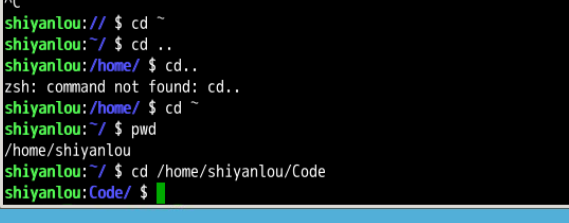 ^C
shiyanlou:// $ cd ~
shiyanlou:~/ $ cd ..
shiyanlou:/home/ $ cd..
zsh: command not found: cd..
shiyanlou:/home/ $ cd ~
shiyanlou:~/ $ pwd
/home/shiyanlou
shiyanlou:~/ $ cd /home/shiyanlou/Code
shiyanlou:Code/ $